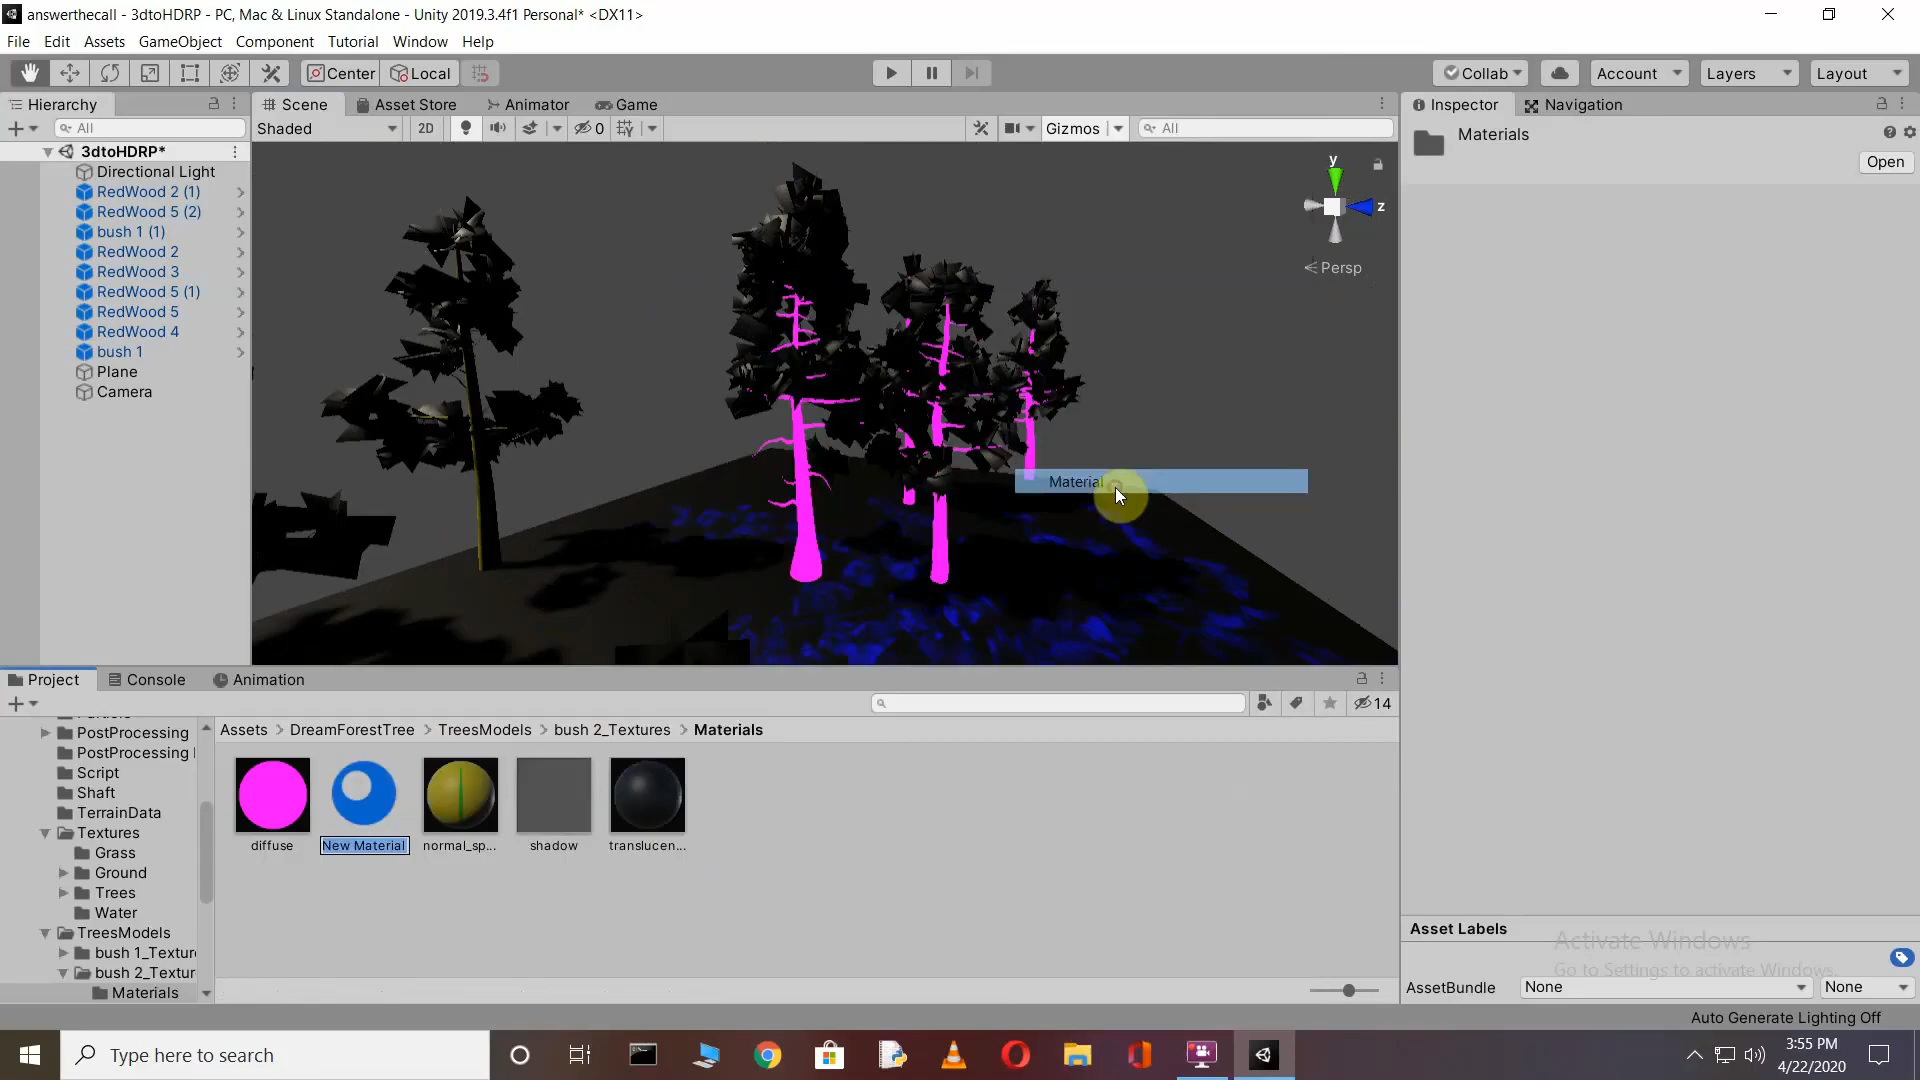 answerthecall - 3dtoHDRP - PC, Mac & Linux Standalone - Unity 2019.3.4f1 Personal* <DX11>
File Edit Assets GameObject Component Tutorial Window Help
Center Local Collab Account Layers Layout
Hierarchy
All
3dtoHDRP*
Directional Light
RedWood 2 (1)
RedWood 5 (2)
bush 1 (1)
RedWood 2
RedWood 3
RedWood 5 (1)
RedWood 5
RedWood 4
bush 1
Plane
Camera
Scene Asset Store Animator Game
Shaded 2D 0 Gizmos All
y
z
Persp
Material
Inspector Navigation
Materials
Open
Project Console Animation
14
PostProcessing
PostProcessing
Script
Shaft
TerrainData
Textures
Grass
Ground
Trees
Water
TreesModels
bush 1_Textur
bush 2_Textur
Materials
Assets > DreamForestTree > TreesModels > bush 2_Textures > Materials
diffuse New Material normal_sp... shadow translucen...
Asset Labels
Activate Windows
Go to Settings to activate Windows.
AssetBundle None None
Auto Generate Lighting Off
Type here to search
3:55 PM
4/22/2020